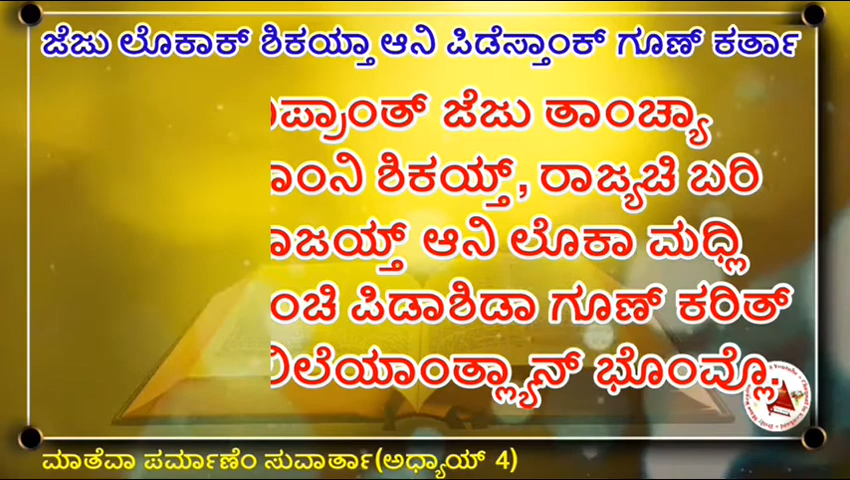 ಜೆಜು ಲೊಕಾಕ್ ಶಿಕಯ್ತಾ ಆನಿ ಪಿಡೆಸ್ತಾಂಕ್ ಗೂಣ್ ಕರ್ತಾ
ಜೆಜು ತಾಂಚ್ಯಾ
ಶಿಕಯ್ತ್, ರಾಜ್ಯಚಿ ಬರಿ
ಆನಿ ಲೊಕಾ ಮಧ್ಲಿ
ಪಿಡಾಶಿಡಾ ಗೂಣ್ ಕರಿತ್
ಭೊಂವ್ಲೊ.
ಮಾತೆವಾ ಪರ್ಮಾಣೆಂ ಸುವಾರ್ತಾ(ಅಧ್ಯಾಯ್ 4)